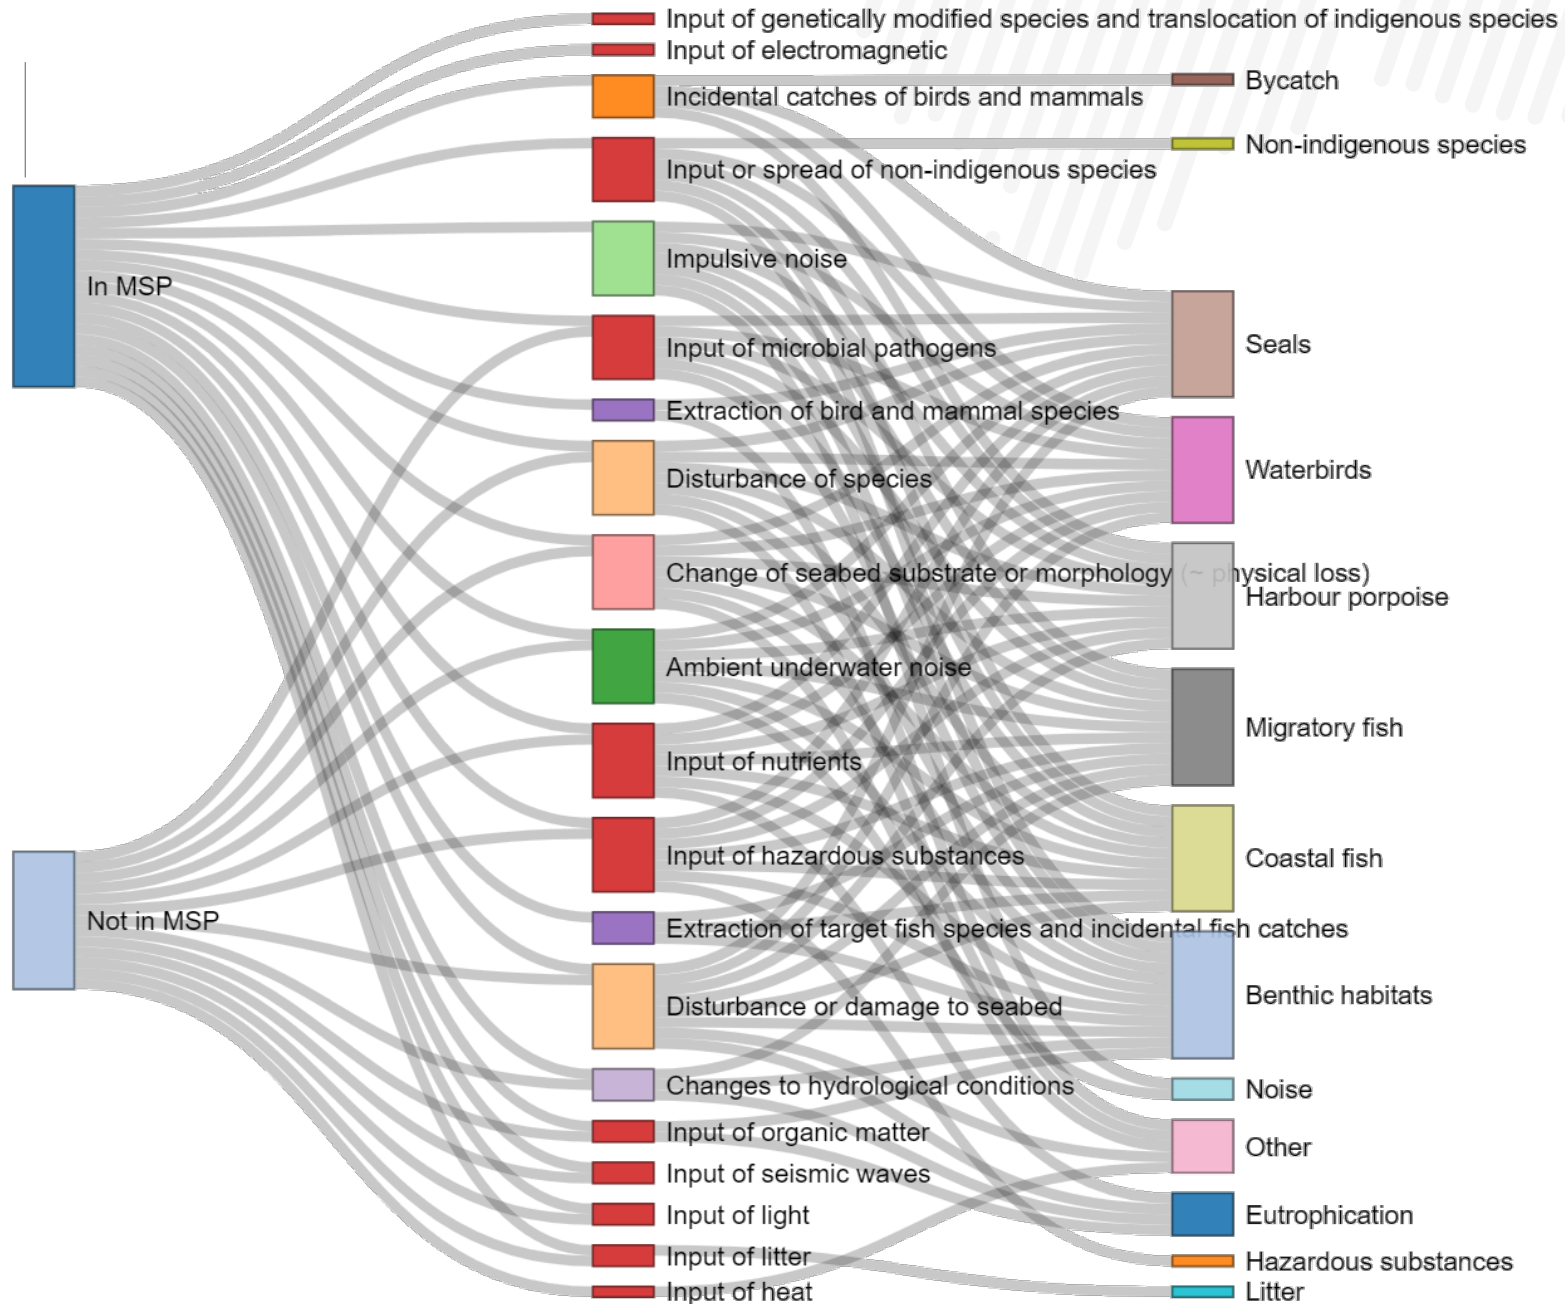 Input of genetically modified species and translocation of indigenous species
Input of electromagnetic
Bycatch
Incidental catches of birds and mammals
Non-indigenous species
Input or spread of non-indigenous species
Impulsive noise
In MSP
Seals
Input of microbial pathogens
Extraction of bird and mammal species
Waterbirds
Disturbance of species
Change of seabed substrate or morphology (~ physical loss)
Harbour porpoise
Ambient underwater noise
Migratory fish
Input of nutrients
Input of hazardous substances
Coastal fish
Not in MSP
Extraction of target fish species and incidental fish catches
Benthic habitats
Disturbance or damage to seabed
Changes to hydrological conditions
Noise
Input of organic matter
Other
Input of seismic waves
Input of light
Eutrophication
Input of litter
Hazardous substances
Input of heat
Litter